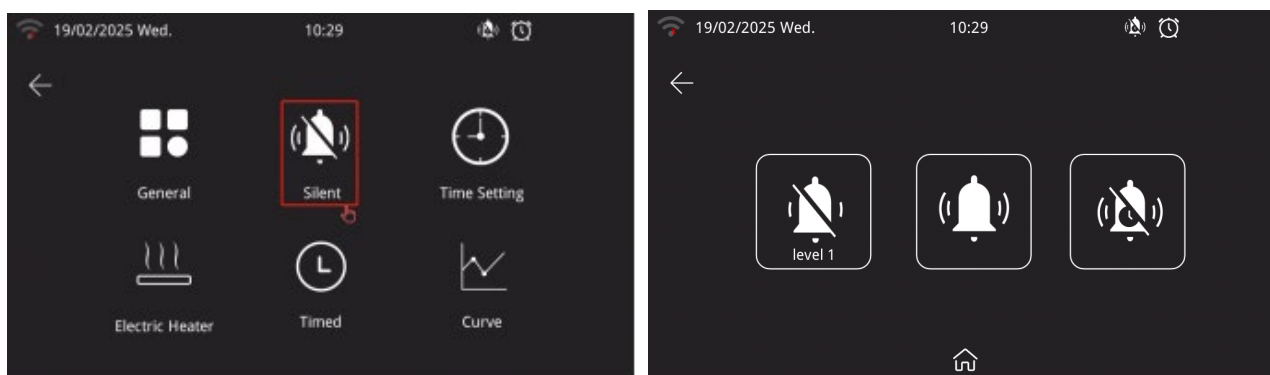 19/02/2025 Wed.
10:29
General
Silent
Time Setting
Electric Heater
Timed
Curve
19/02/2025 Wed.
10:29
level 1